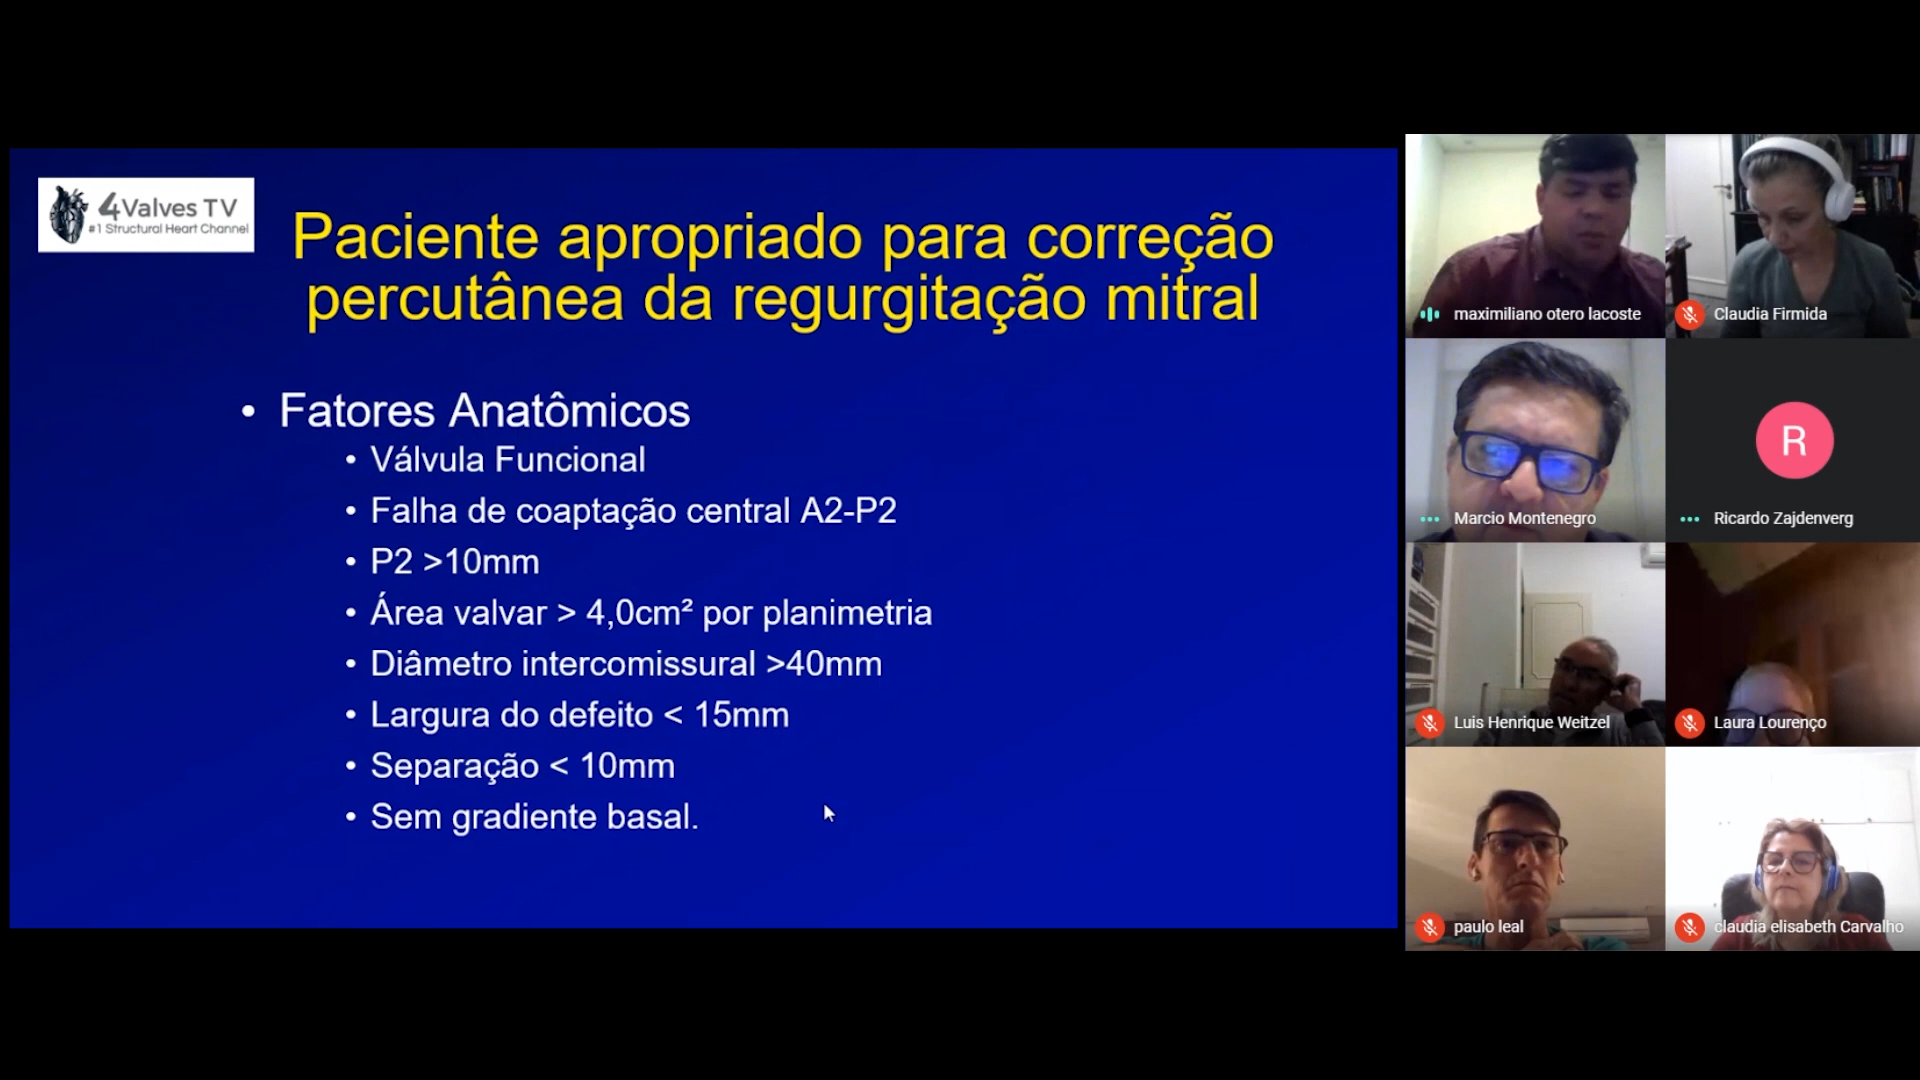 4Valves TV
#1 Structural Heart Channel
Paciente apropriado para correção
percutânea da regurgitação mitral
• Fatores Anatômicos
• Válvula Funcional
• Falha de coaptação central A2-P2
• P2 >10mm
• Área valvar > 4,0cm² por planimetria
• Diâmetro intercomissural >40mm
• Largura do defeito < 15mm
• Separação < 10mm
• Sem gradiente basal.
maximiliano otero lacoste
Claudia Firmida
Marcio Montenegro
R
Ricardo Zajdenverg
Luis Henrique Weitzel
Laura Lourenço
paulo leal
claudia elisabeth Carvalho